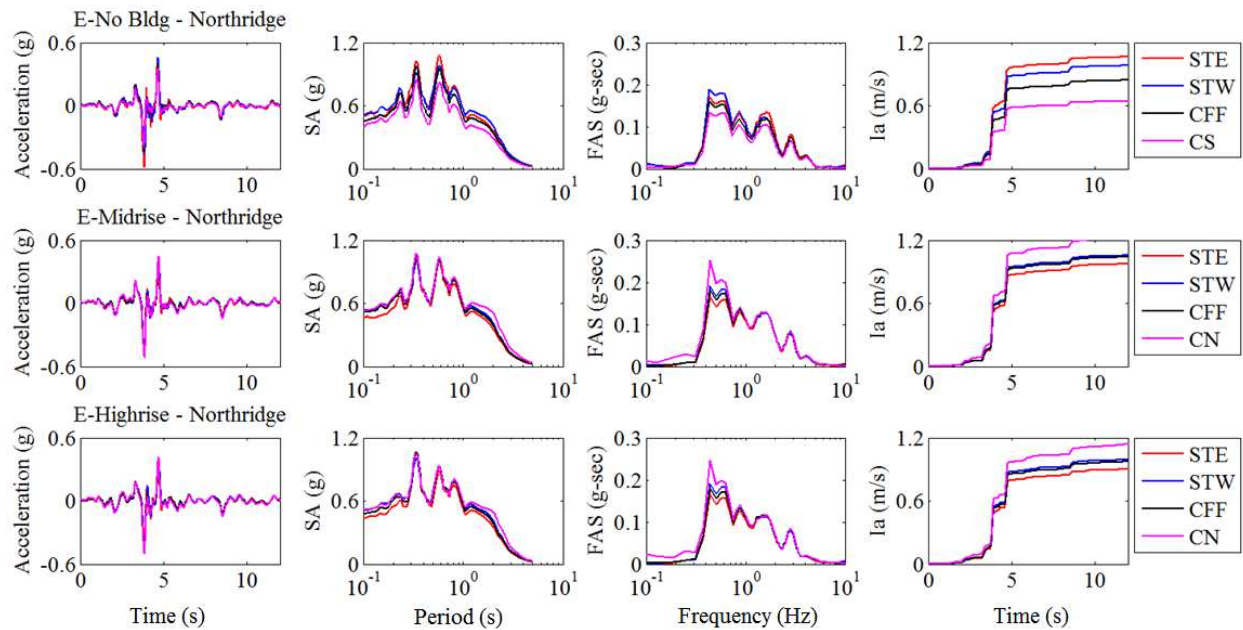 E-No Bldg - Northridge
Acceleration (g)
0.6
0
-0.6
0 5 10
SA (g)
1.2
0.6
0
10^-1 10^0 10^1
FAS (g-sec)
0.3
0.2
0.1
0
10^-1 10^0 10^1
Ia (m/s)
1.2
0.6
0
0 5 10
STE
STW
CFF
CS
E-Midrise - Northridge
Acceleration (g)
0.6
0
-0.6
0 5 10
SA (g)
1.2
0.6
0
10^-1 10^0 10^1
FAS (g-sec)
0.3
0.2
0.1
0
10^-1 10^0 10^1
Ia (m/s)
1.2
0.6
0
0 5 10
STE
STW
CFF
CN
E-Highrise - Northridge
Acceleration (g)
0.6
0
-0.6
0 5 10
Time (s)
SA (g)
1.2
0.6
0
10^-1 10^0 10^1
Period (s)
FAS (g-sec)
0.3
0.2
0.1
0
10^-1 10^0 10^1
Frequency (Hz)
Ia (m/s)
1.2
0.6
0
0 5 10
Time (s)
STE
STW
CFF
CN